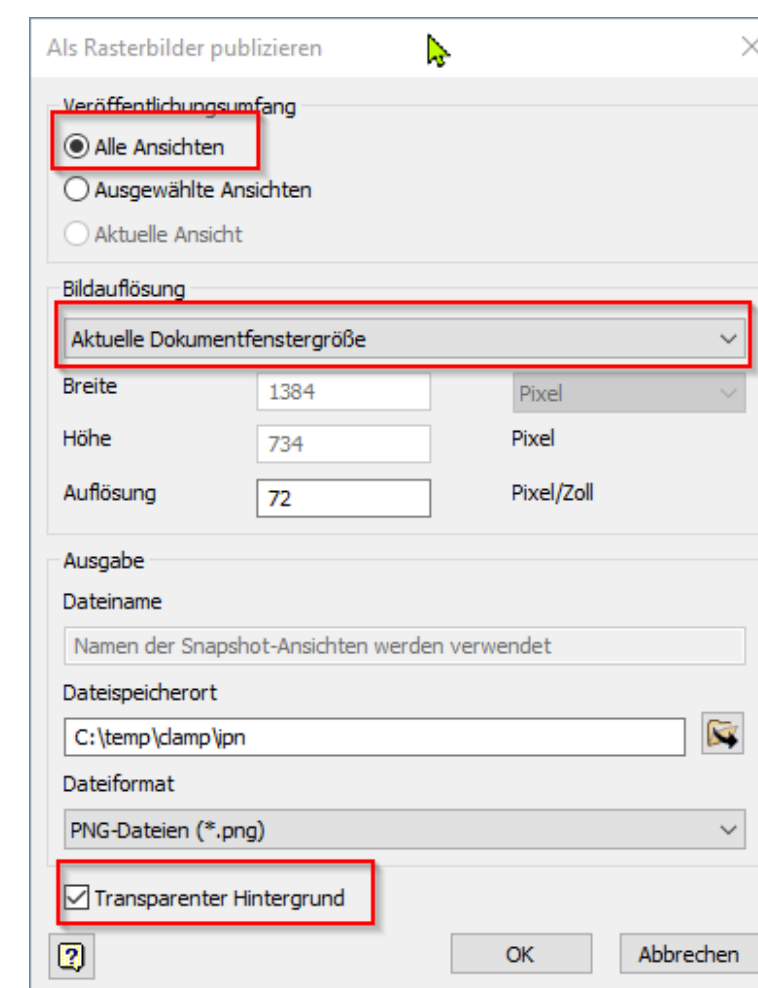 Als Rasterbilder publizieren
Veröffentlichungsumfang
Alle Ansichten
Ausgewählte Ansichten
Aktuelle Ansicht
Bildauflösung
Aktuelle Dokumentfenstergröße
Breite 1384 Pixel
Höhe 734 Pixel
Auflösung 72 Pixel/Zoll
Ausgabe
Dateiname
Namen der Snapshot-Ansichten werden verwendet
Dateispeicherort
C:\temp\clamp\ipn
Dateiformat
PNG-Dateien (*.png)
Transparenter Hintergrund
? OK Abbrechen